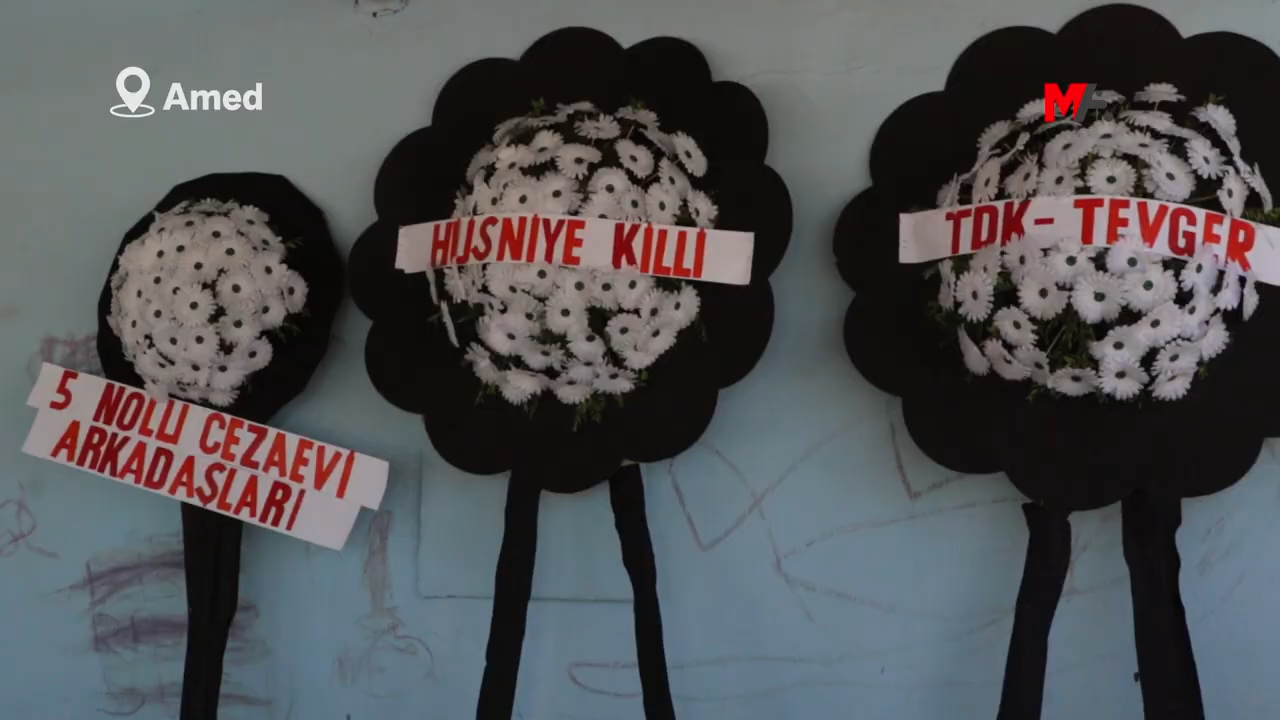 Amed
5 NOLU CEZAEVİ
ARKADAŞLARI
HÜSNİYE KILLI
TDK- TEVGER